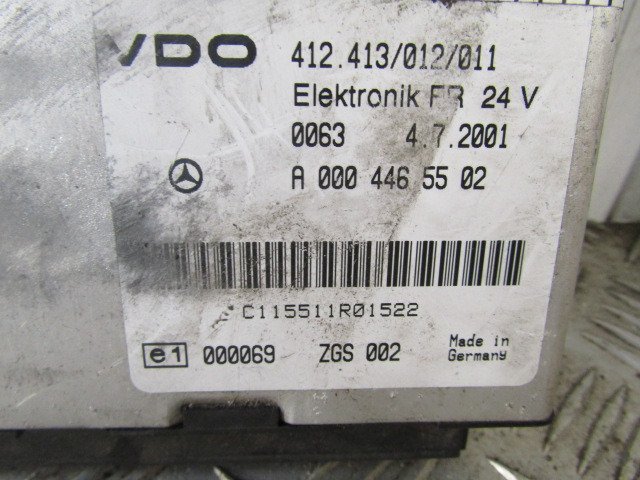 VDO 412.413/012/011
Elektronik FR 24 V
0063 4.7.2001
A 000 446 55 02
C115511R01522
e1 000069 ZGS 002 Made in
Germany